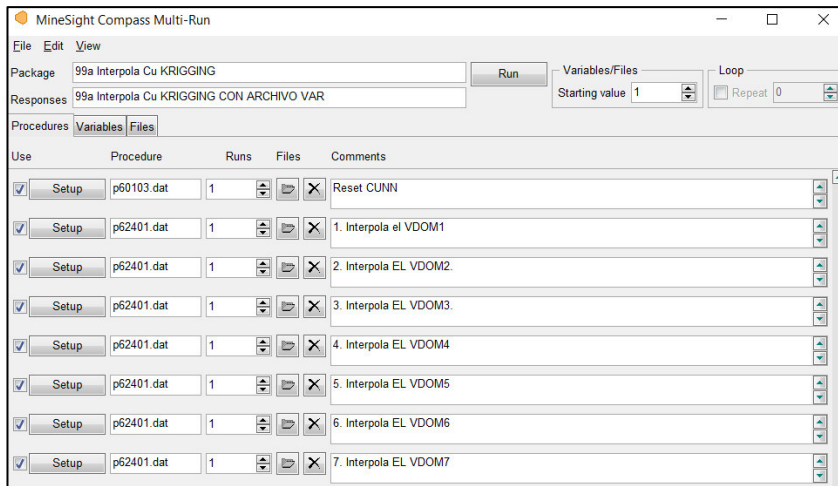 MineSight Compass Multi-Run
File Edit View
Package 99a Interpola Cu KRIGGING Run Variables/Files Loop
Responses 99a Interpola Cu KRIGGING CON ARCHIVO VAR Starting value 1 Repeat 0
Procedures Variables Files
Use Procedure Runs Files Comments
Setup p60103.dat 1 Reset CUNN
Setup p62401.dat 1 1. Interpola el VDOM1
Setup p62401.dat 1 2. Interpola EL VDOM2.
Setup p62401.dat 1 3. Interpola EL VDOM3.
Setup p62401.dat 1 4. Interpola EL VDOM4
Setup p62401.dat 1 5. Interpola EL VDOM5
Setup p62401.dat 1 6. Interpola EL VDOM6
Setup p62401.dat 1 7. Interpola EL VDOM7